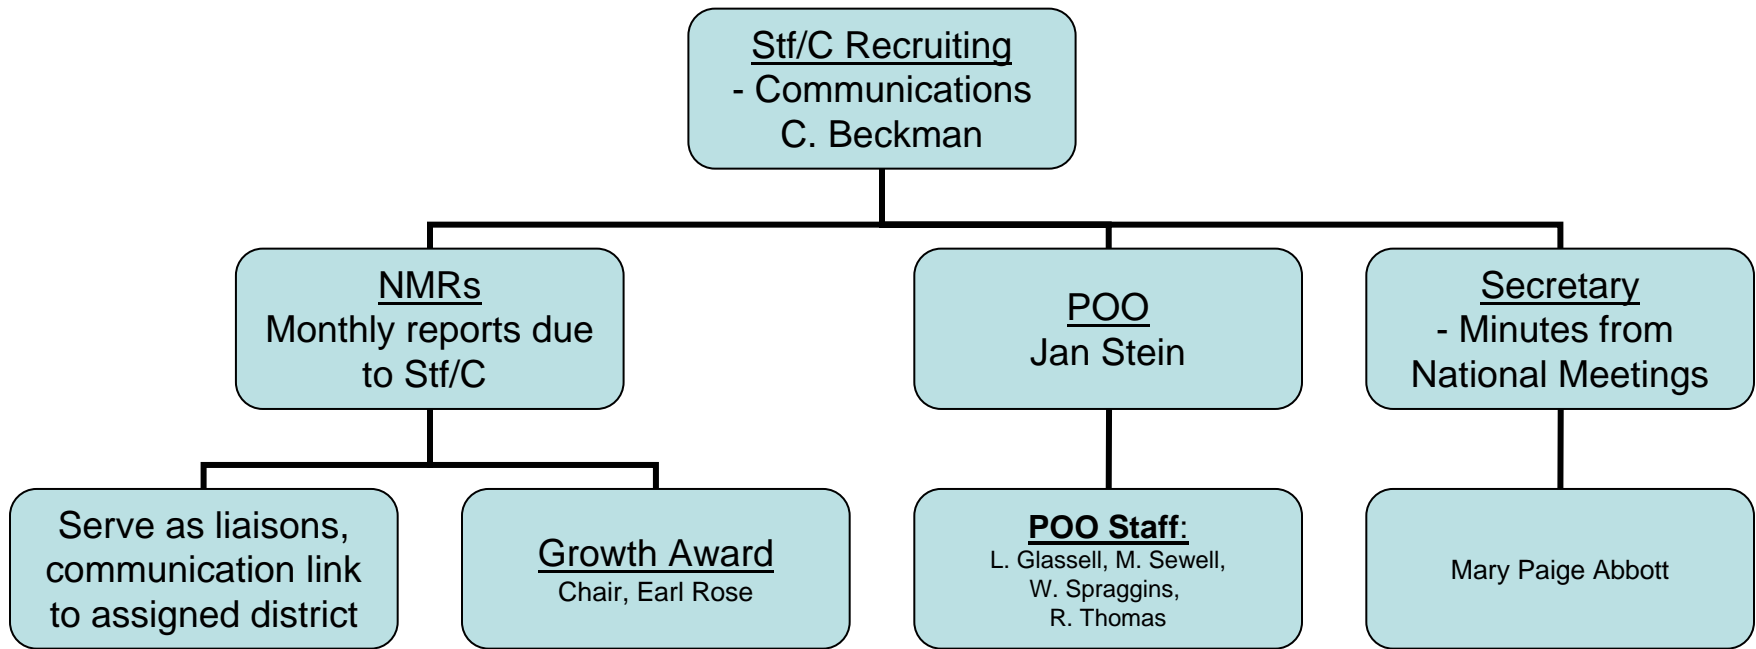 Stf/C Recruiting
- Communications
C. Beckman
NMRs
Monthly reports due
to Stf/C
POO
Jan Stein
Secretary
- Minutes from
National Meetings
Serve as liaisons,
communication link
to assigned district
Growth Award
Chair, Earl Rose
POO Staff:
L. Glassell, M. Sewell,
W. Spraggins,
R. Thomas
Mary Paige Abbott